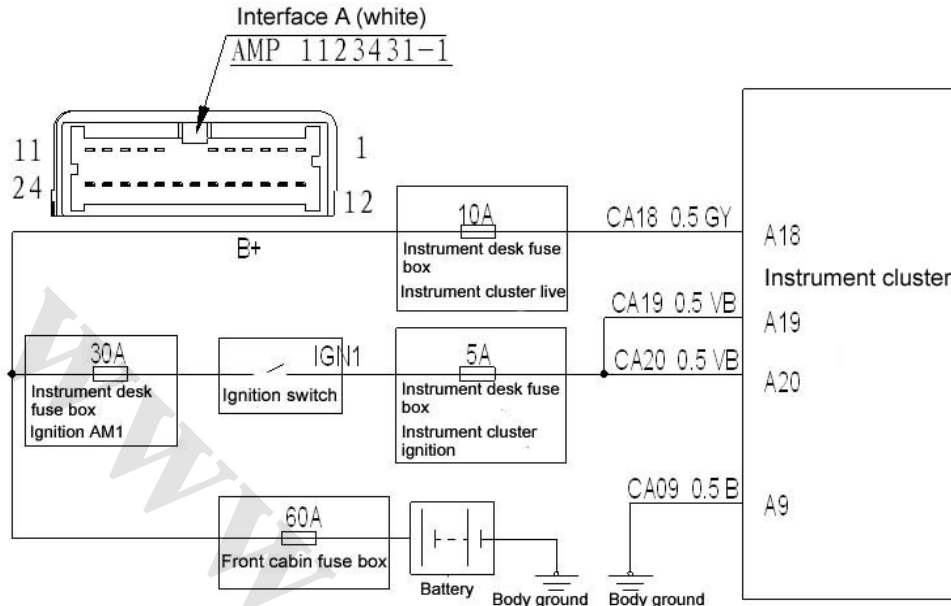 Interface A (white)
AMP 1123431-1
11
1
24
12
B+
10A
Instrument desk fuse
box
Instrument cluster live
CA18 0.5 GY
A18
Instrument cluster
CA19 0.5 VB
A19
30A
Instrument desk
fuse box
Ignition AM1
IGN1
Ignition switch
5A
Instrument desk fuse
box
Instrument cluster
ignition
CA20 0.5 VB
A20
CA09 0.5 B
A9
60A
Front cabin fuse box
Battery
Body ground
Body ground
WWW